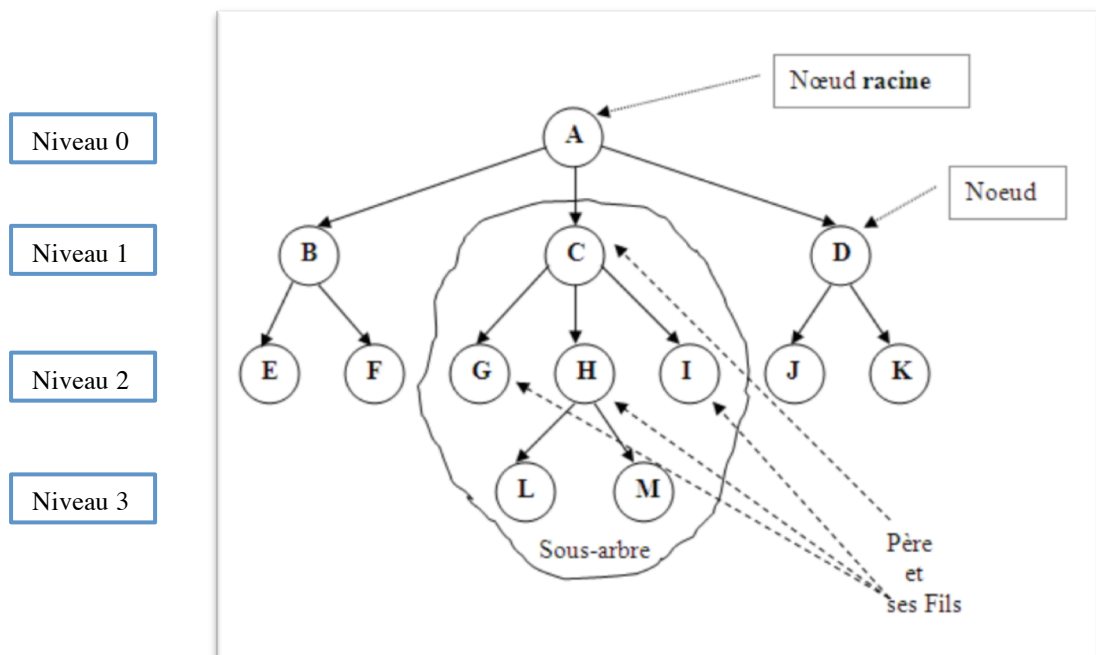 Nœud racine
Niveau 0
A
Noeud
Niveau 1
B C D
Niveau 2
E F G H I J K
Niveau 3
L M
Sous-arbre
Père
et
ses Fils